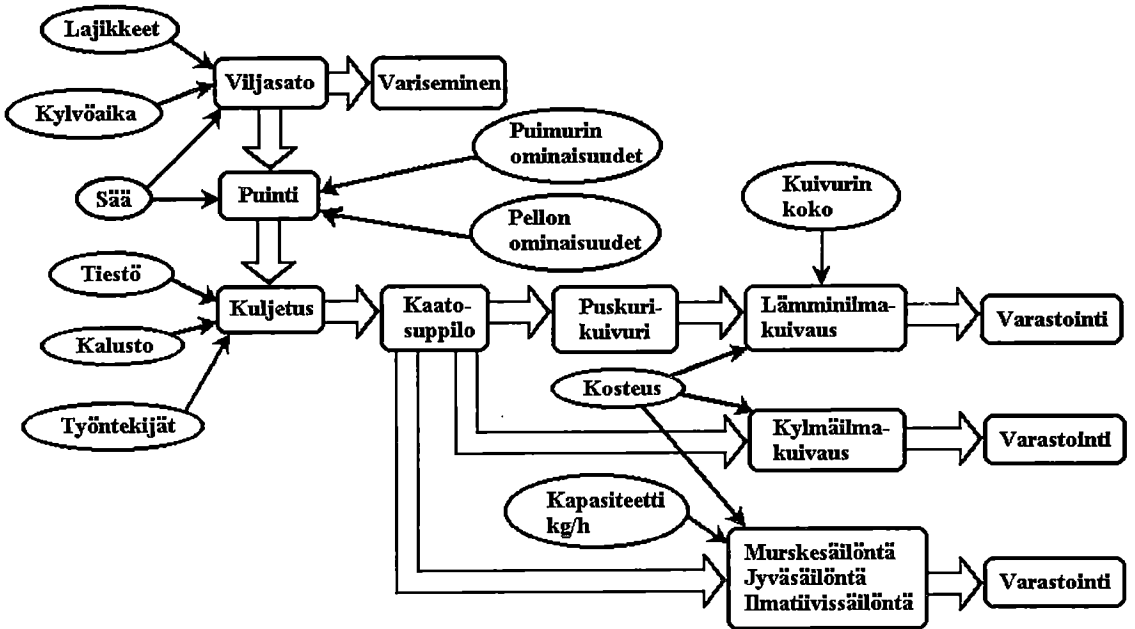 Lajikkeet
Viljasato
Variseminen
Kylvöaika
Puimurin
ominaisuudet
Sää
Puinti
Kuivurin
koko
Pellon
ominaisuudet
Tiestö
Kuljetus
Kaato-
suppilo
Puskuri-
kuivuri
Lämminilma-
kuivaus
Varastointi
Kalusto
Kosteus
Työntekijät
Kylmäilma-
kuivaus
Varastointi
Kapasiteetti
kg/h
Murskesäilöntä
Jyväsäilöntä
Ilmatiivissäilöntä
Varastointi